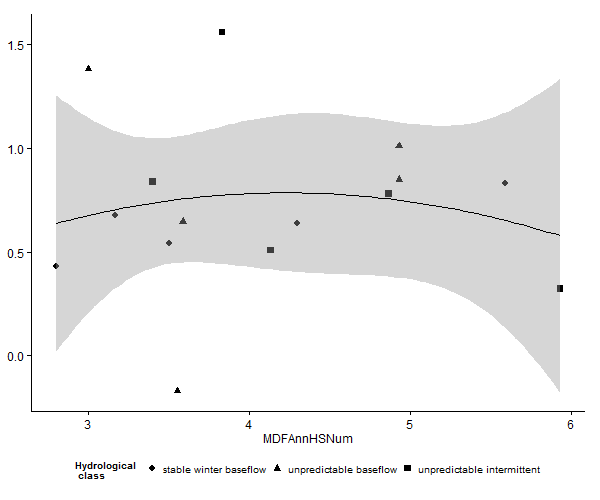 1.5
1.0
0.5
0.0
3 4 5 6
MDFAnnHSNum
Hydrological
class
stable winter baseflow unpredictable baseflow unpredictable intermittent